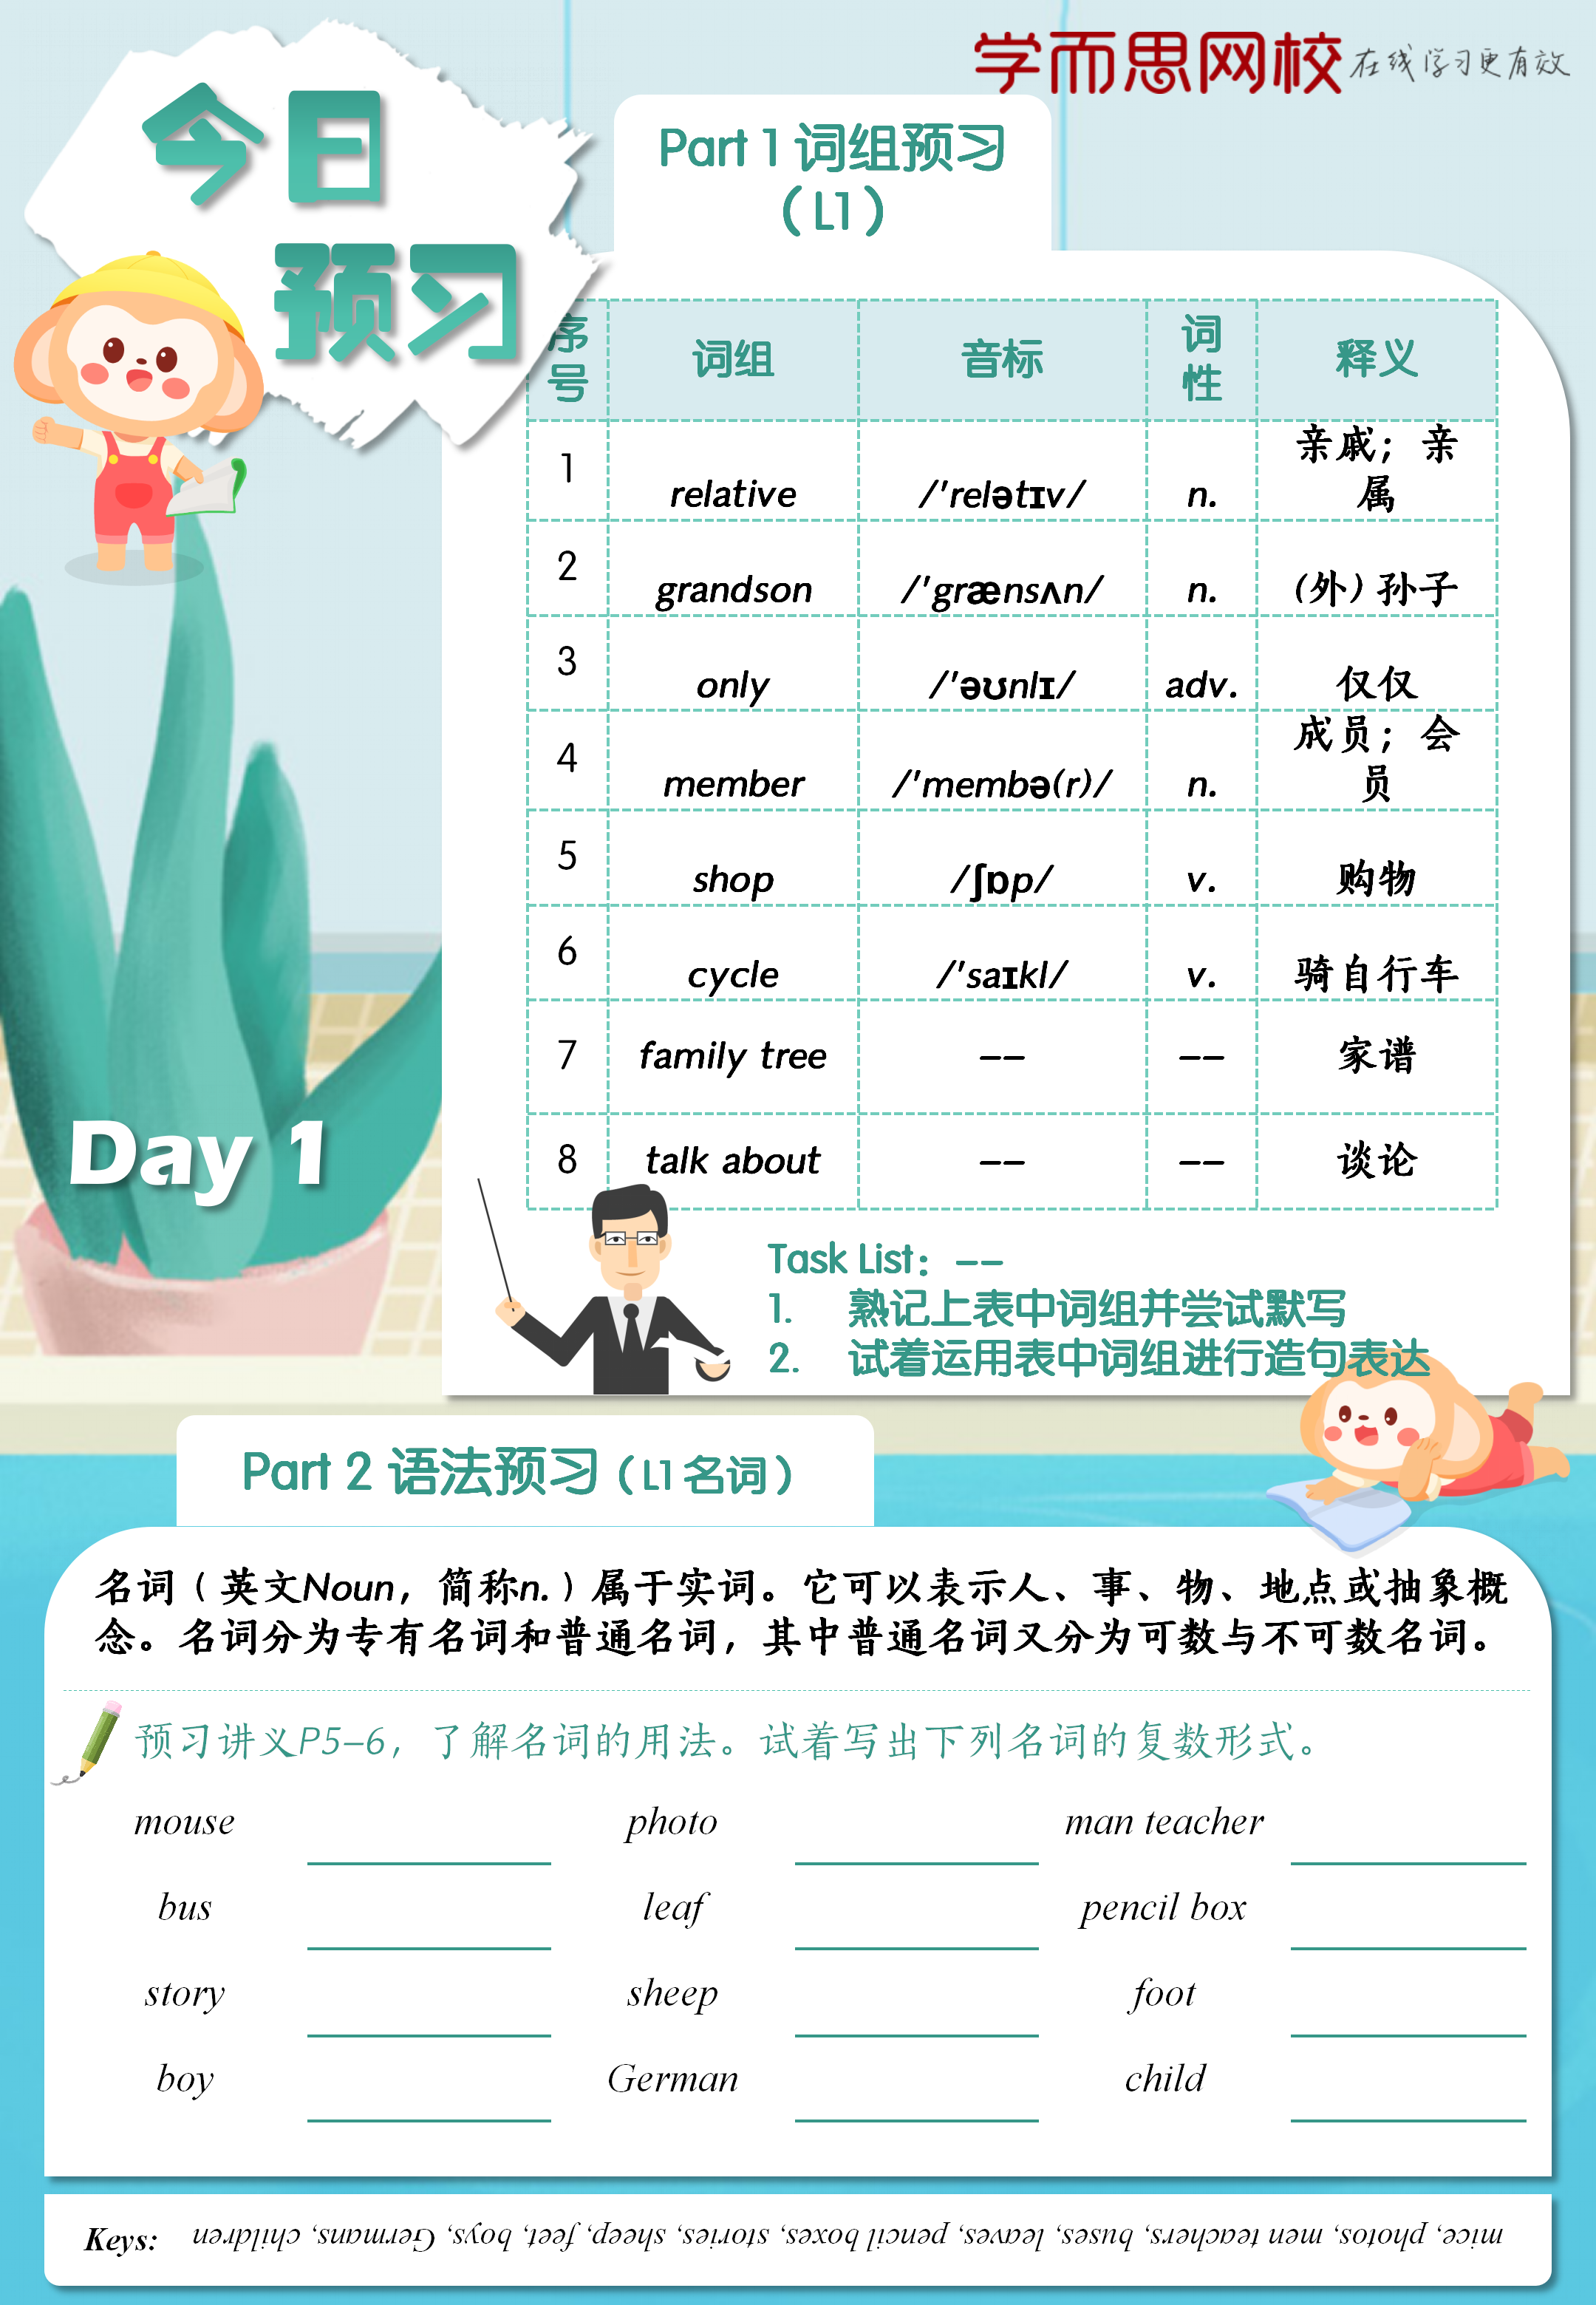 学而思网校 在线学习更有效
今日
预习
Part 1 词组预习
（L1）
序号 词组 音标 词性 释义
1 relative /'relətɪv/ n. 亲戚；亲属
2 grandson /'grænsʌn/ n. (外) 孙子
3 only /'əʊnlɪ/ adv. 仅仅
4 member /'membə(r)/ n. 成员；会员
5 shop /ʃɒp/ v. 购物
6 cycle /'saɪkl/ v. 骑自行车
7 family tree –– –– 家谱
8 talk about –– –– 谈论
Day 1
Task List：––
1. 熟记上表中词组并尝试默写
2. 试着运用表中词组进行造句表达
Part 2 语法预习（L1 名词）
名词（英文Noun，简称n.）属于实词。它可以表示人、事、物、地点或抽象概
念。名词分为专有名词和普通名词，其中普通名词又分为可数与不可数名词。
预习讲义P5–6，了解名词的用法。试着写出下列名词的复数形式。
mouse photo man teacher
bus leaf pencil box
story sheep foot
boy German child
Keys: mice, photos, men teachers, buses, leaves, pencil boxes, stories, sheep, feet, boys, Germans, children